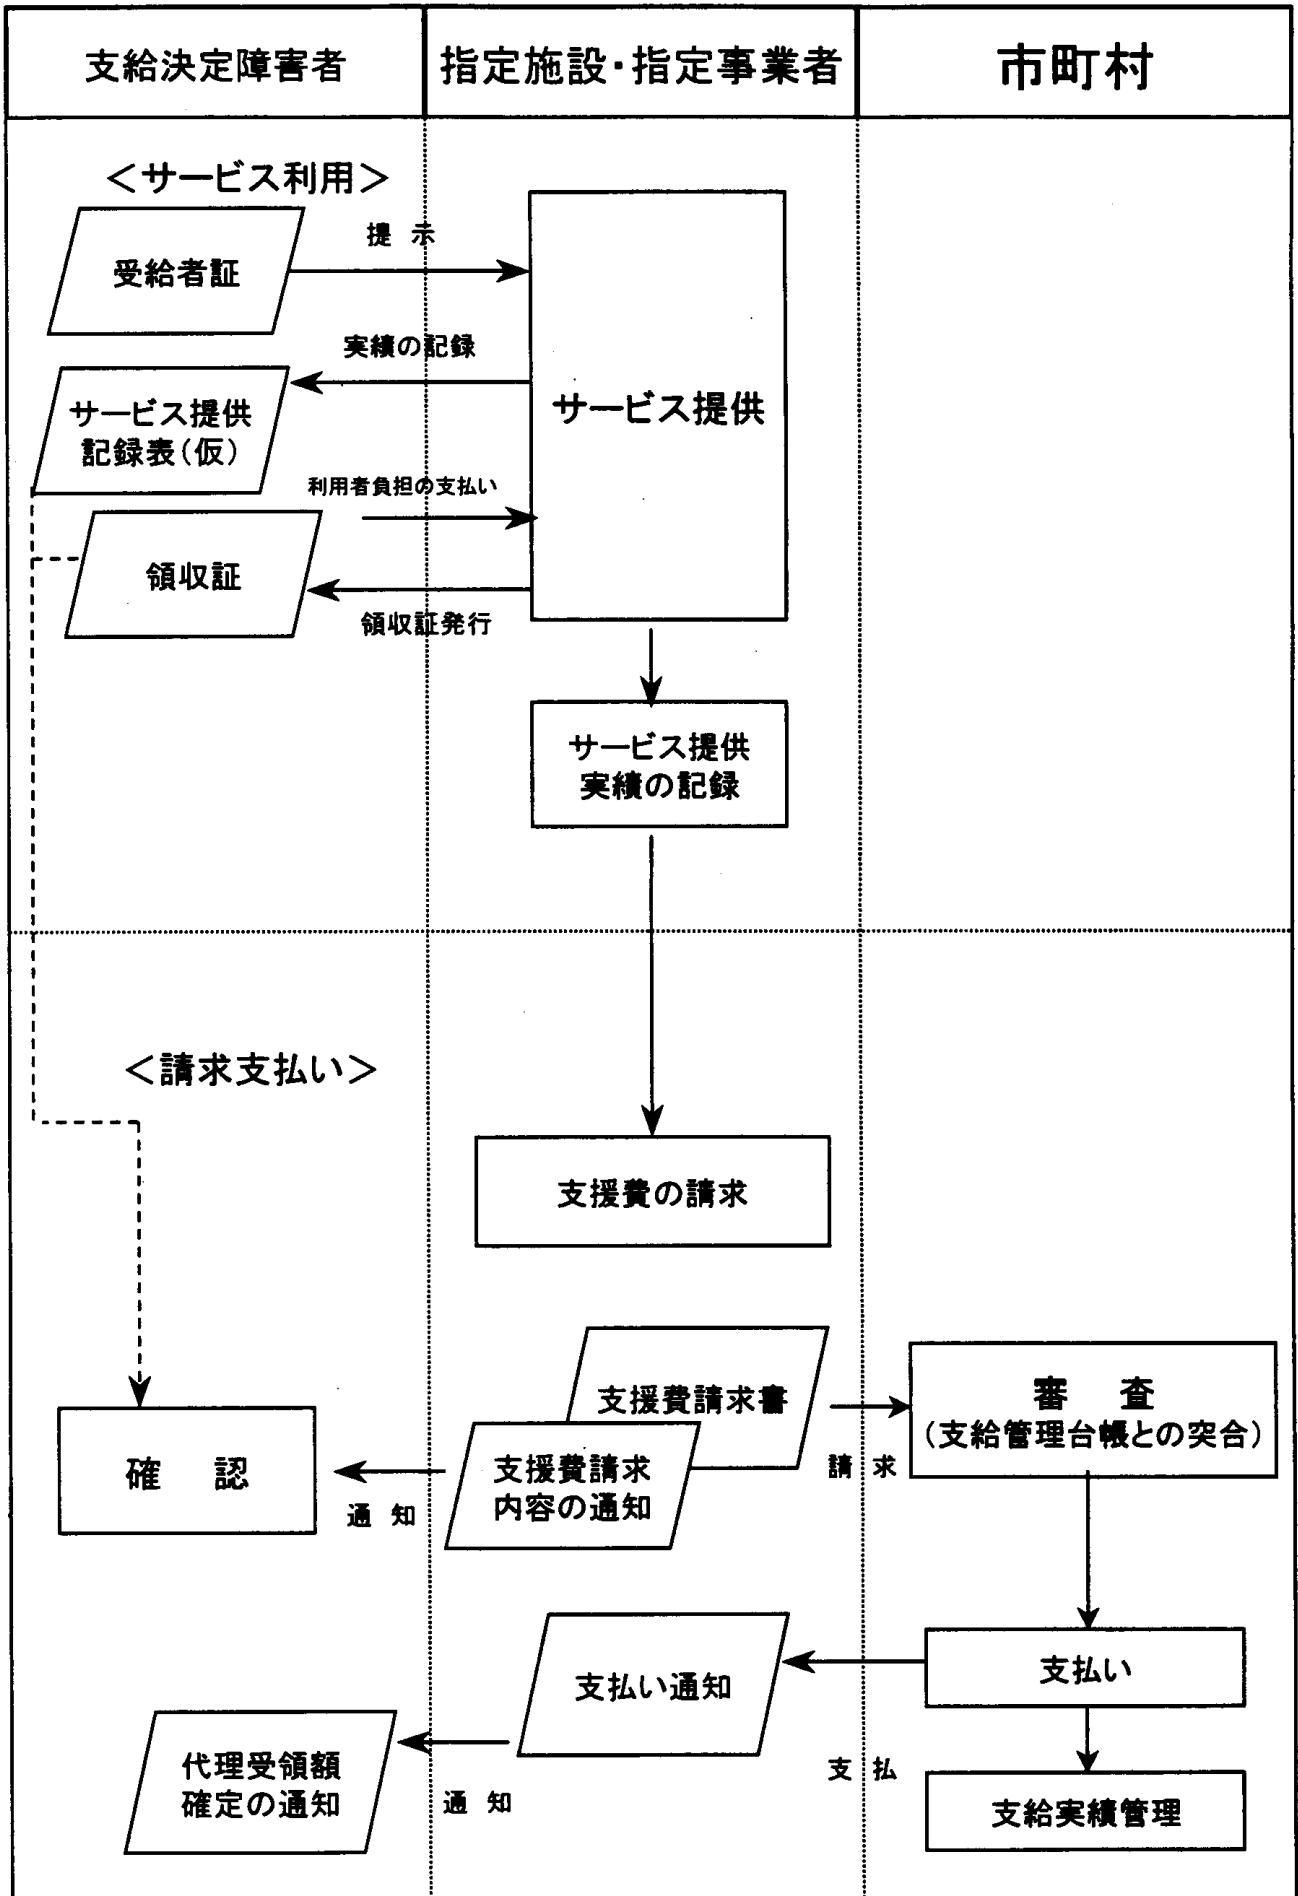 支給決定障害者
指定施設・指定事業者
市町村
＜サービス利用＞
受給者証
提示
実績の記録
サービス提供
記録表（仮）
サービス提供
利用者負担の支払い
領収証
領収証発行
サービス提供
実績の記録
＜請求支払い＞
支援費の請求
支援費請求書
請求
審査
（支給管理台帳との突合）
確認
通知
支援費請求
内容の通知
支払い通知
支払い
支払
代理受領額
確定の通知
通知
支給実績管理